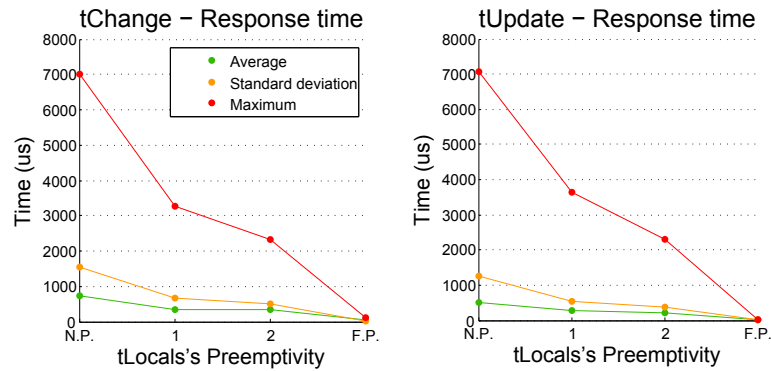 tChange − Response time
8000
7000
6000
5000
4000
3000
2000
1000
0
Time (us)
Average
Standard deviation
Maximum
N.P. 1 2 F.P.
tLocals's Preemptivity
tUpdate − Response time
8000
7000
6000
5000
4000
3000
2000
1000
0
Time (us)
N.P. 1 2 F.P.
tLocals's Preemptivity